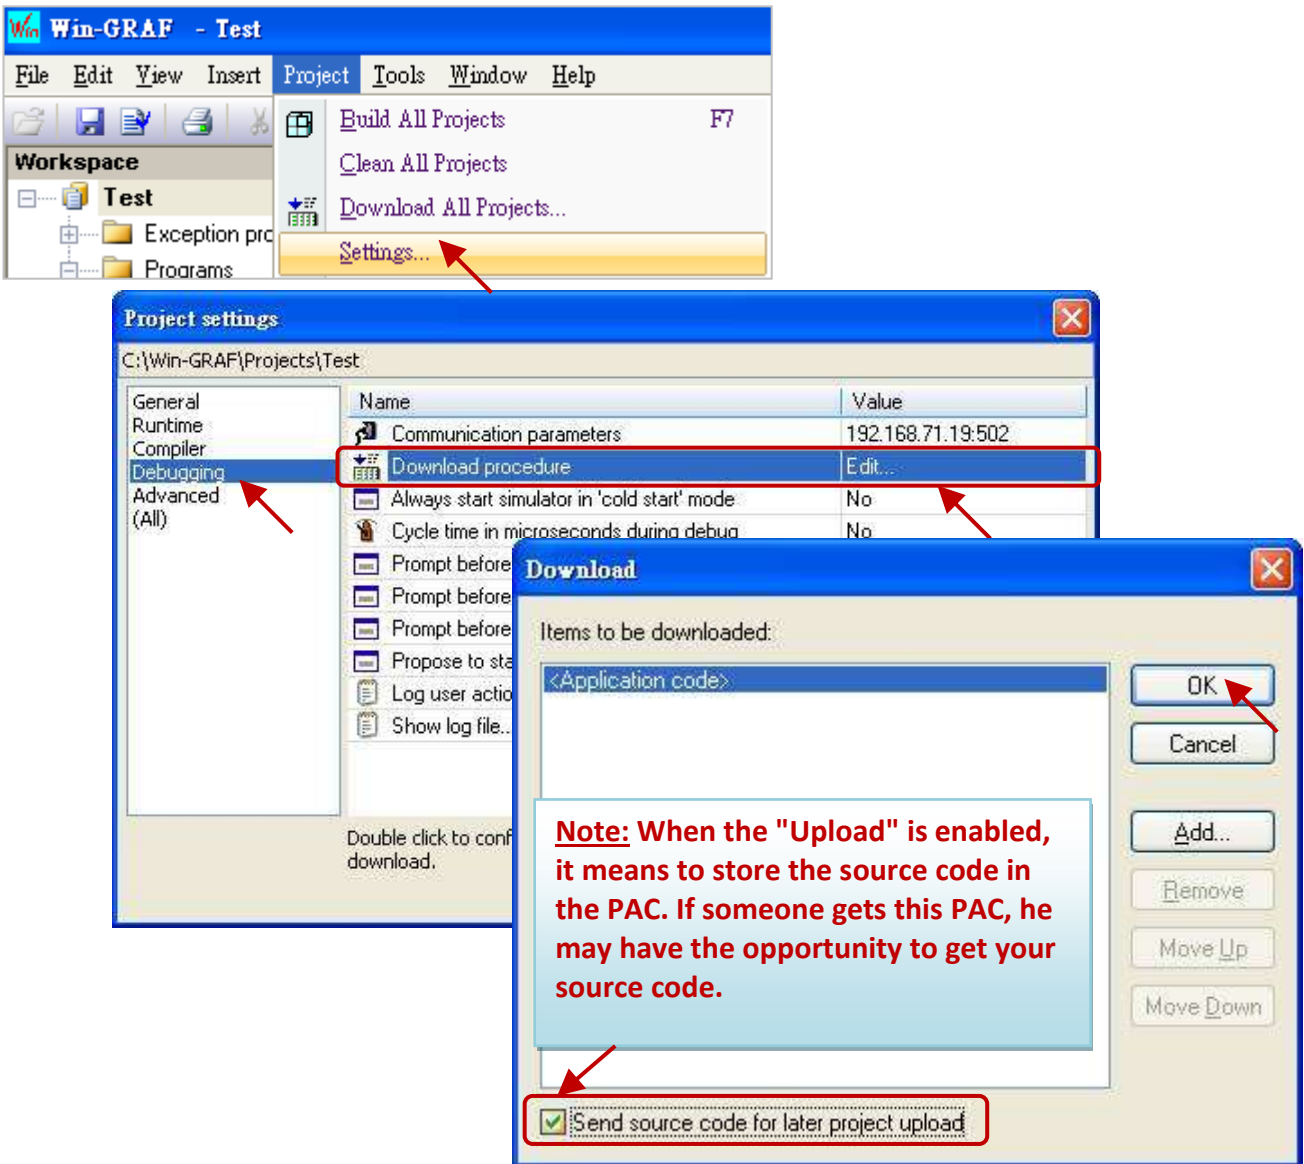 Win Win-GRAF - Test
File Edit View Insert Project Tools Window Help
Build All Projects F7
Workspace
Clean All Projects
Test
Download All Projects...
Exception pro
Settings...
Programs
Project settings
C:\Win-GRAF\Projects\Test
General
Runtime
Compiler
Debugging
Advanced
(All)
Name Value
Communication parameters 192.168.71.19:502
Download procedure Edit...
Always start simulator in 'cold start' mode No
Cycle time in microseconds during debug No
Prompt before
Prompt before
Prompt before
Propose to sta
Log user actio
Show log file...
Double click to conf
download.
Download
Items to be downloaded:
<Application code>
OK
Cancel
Add...
Remove
Move Up
Move Down
Note: When the "Upload" is enabled,
it means to store the source code in
the PAC. If someone gets this PAC, he
may have the opportunity to get your
source code.
Send source code for later project upload